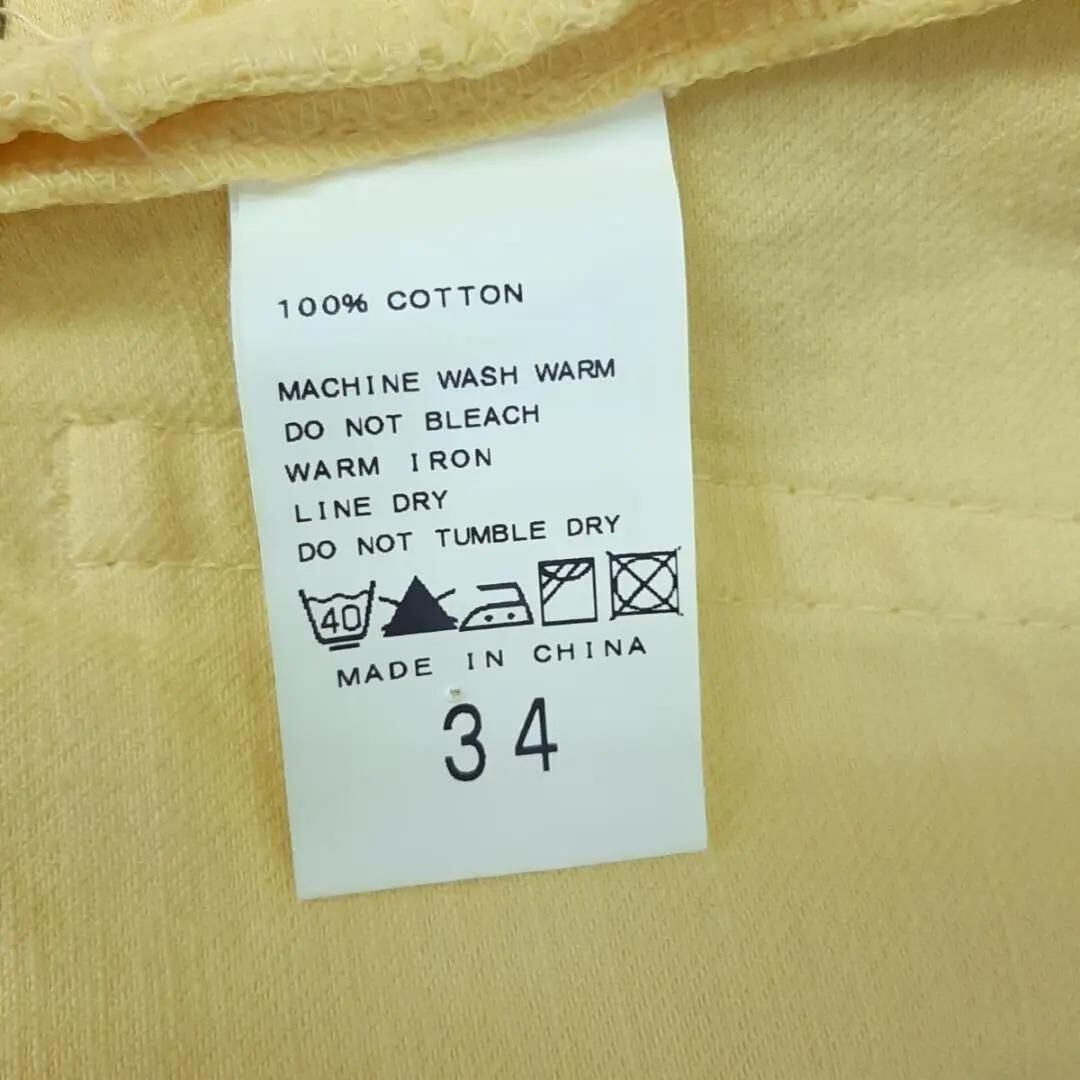 100% COTTON
MACHINE WASH WARM
DO NOT BLEACH
WARM IRON
LINE DRY
DO NOT TUMBLE DRY
40
MADE IN CHINA
34